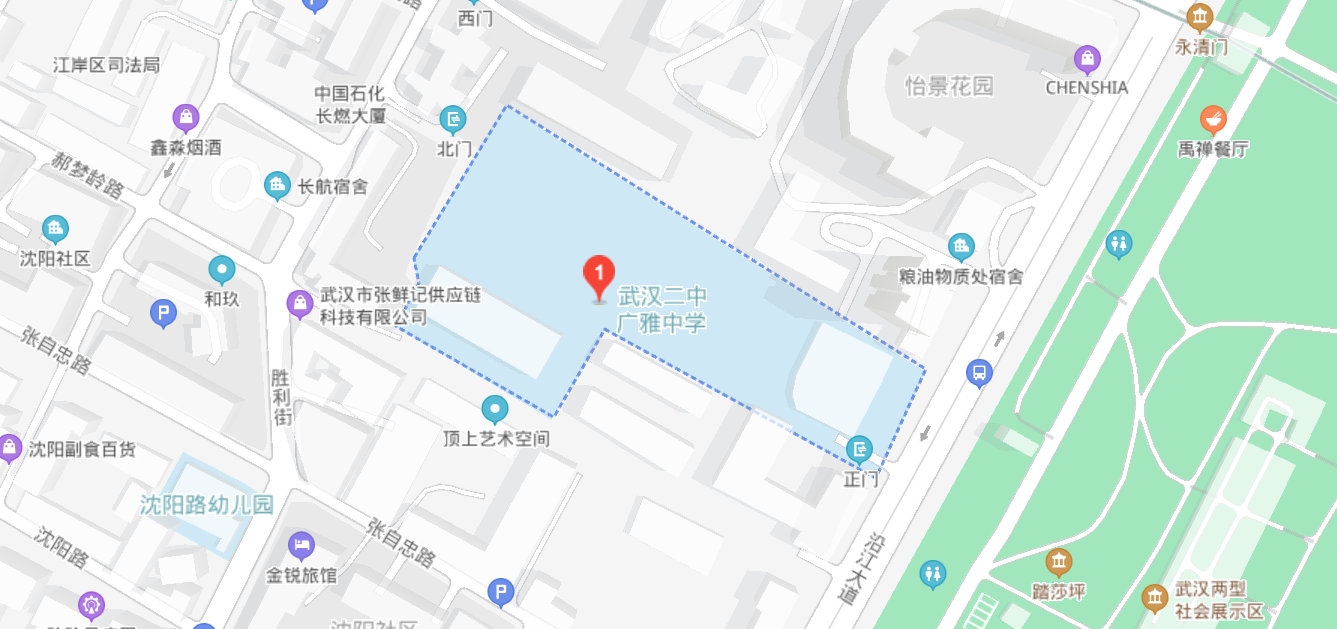 西门
永清门
江岸区司法局
CHENSHIA
怡景花园
中国石化
长燃大厦
禹禅餐厅
鑫淼烟酒
北门
郝梦龄路
长航宿舍
沈阳社区
粮油物质处宿舍
和玖
武汉市张鲜记供应链
科技有限公司
1
武汉二中
广雅中学
P
张自忠路
胜利街
顶上艺术空间
沈阳副食百货
正门
沈阳路幼儿园
张自忠路
沈阳路
沿江大道
金锐旅馆
踏莎坪
P
武汉两型
社会展示区
沈阳社区